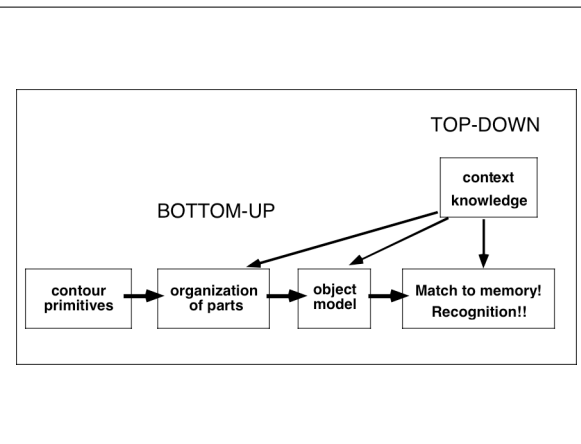 TOP-DOWN
context
knowledge
BOTTOM-UP
contour
primitives
organization
of parts
object
model
Match to memory!
Recognition!!